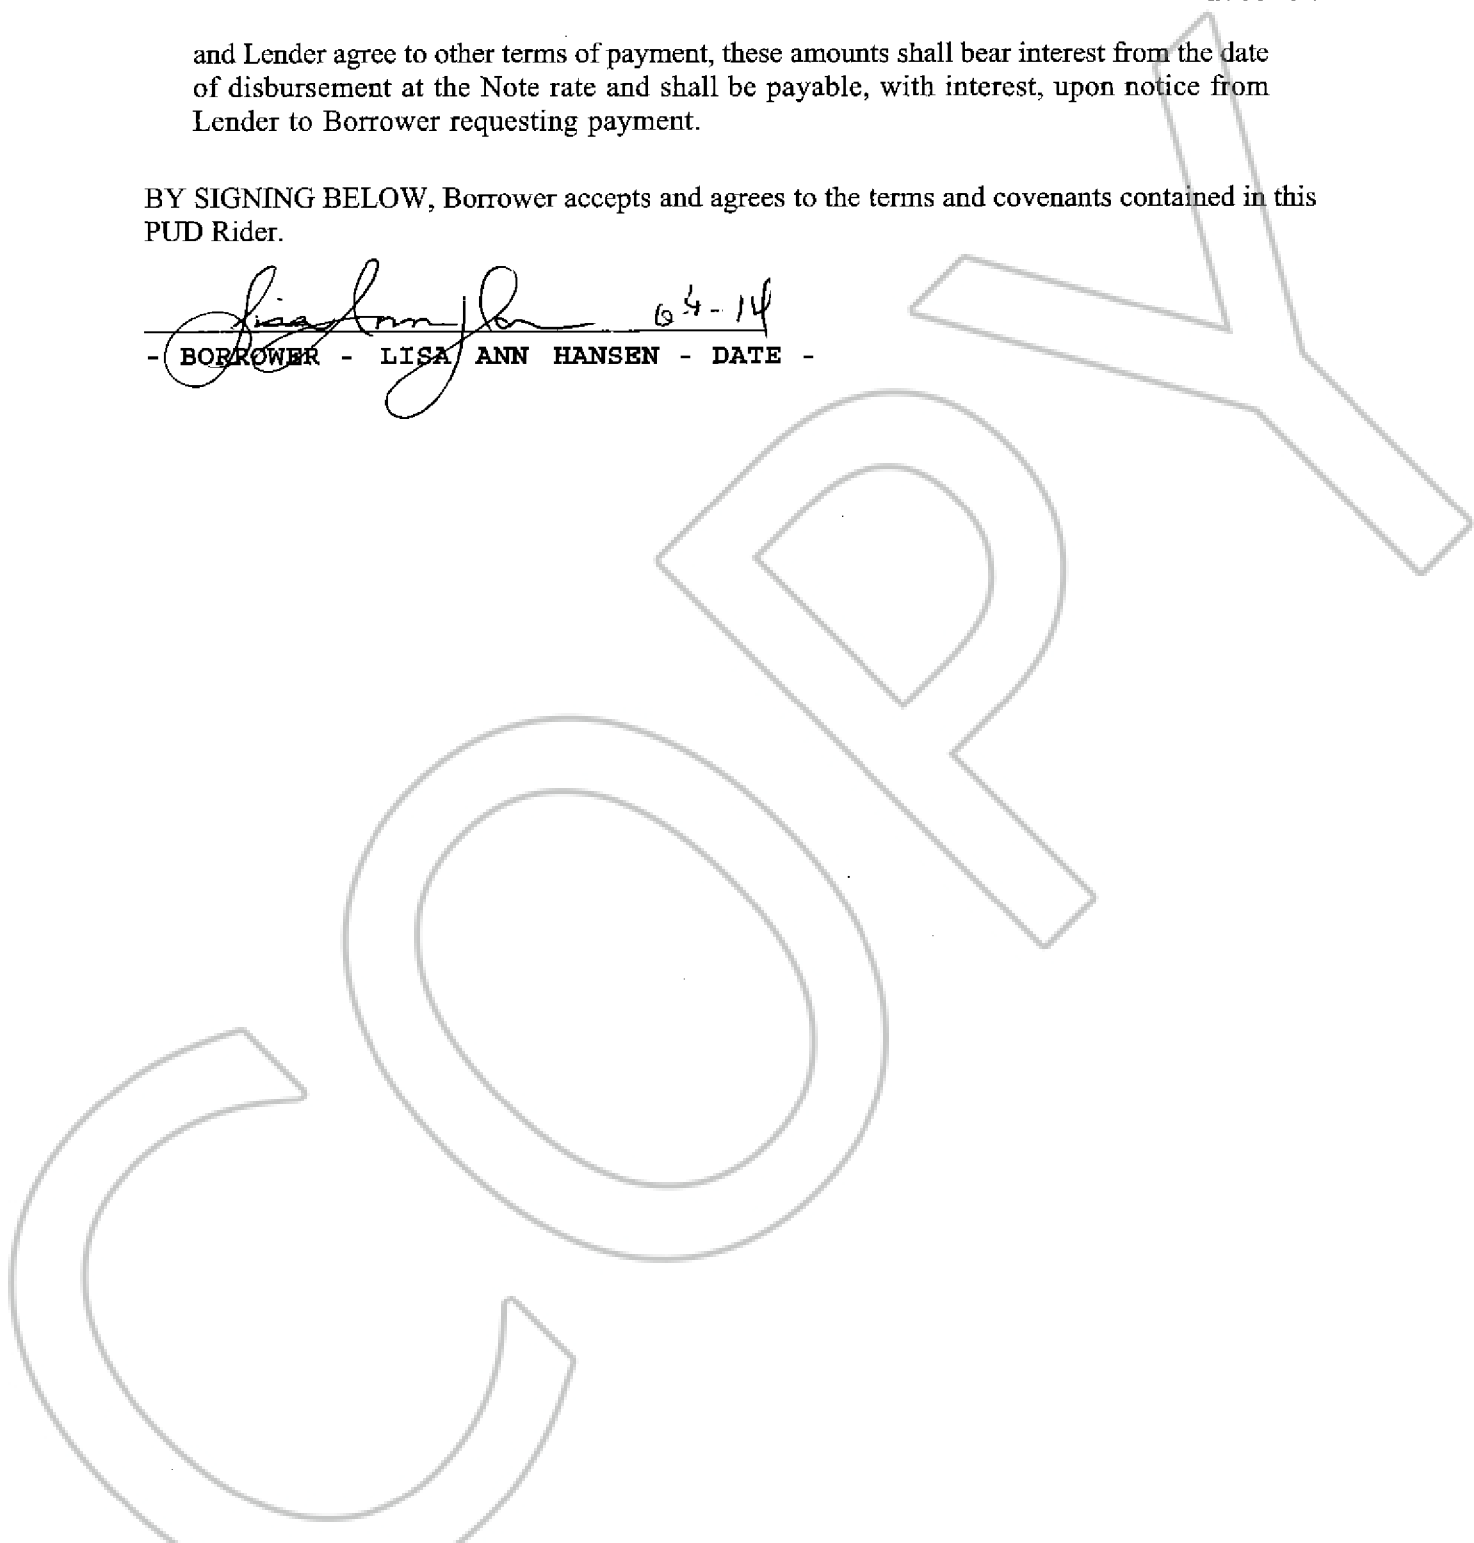 and Lender agree to other terms of payment, these amounts shall bear interest from the date
of disbursement at the Note rate and shall be payable, with interest, upon notice from
Lender to Borrower requesting payment.
BY SIGNING BELOW, Borrower accepts and agrees to the terms and covenants contained in this
PUD Rider.
Lisa Ann
- BORROWER - LISA ANN HANSEN - DATE -
COPY